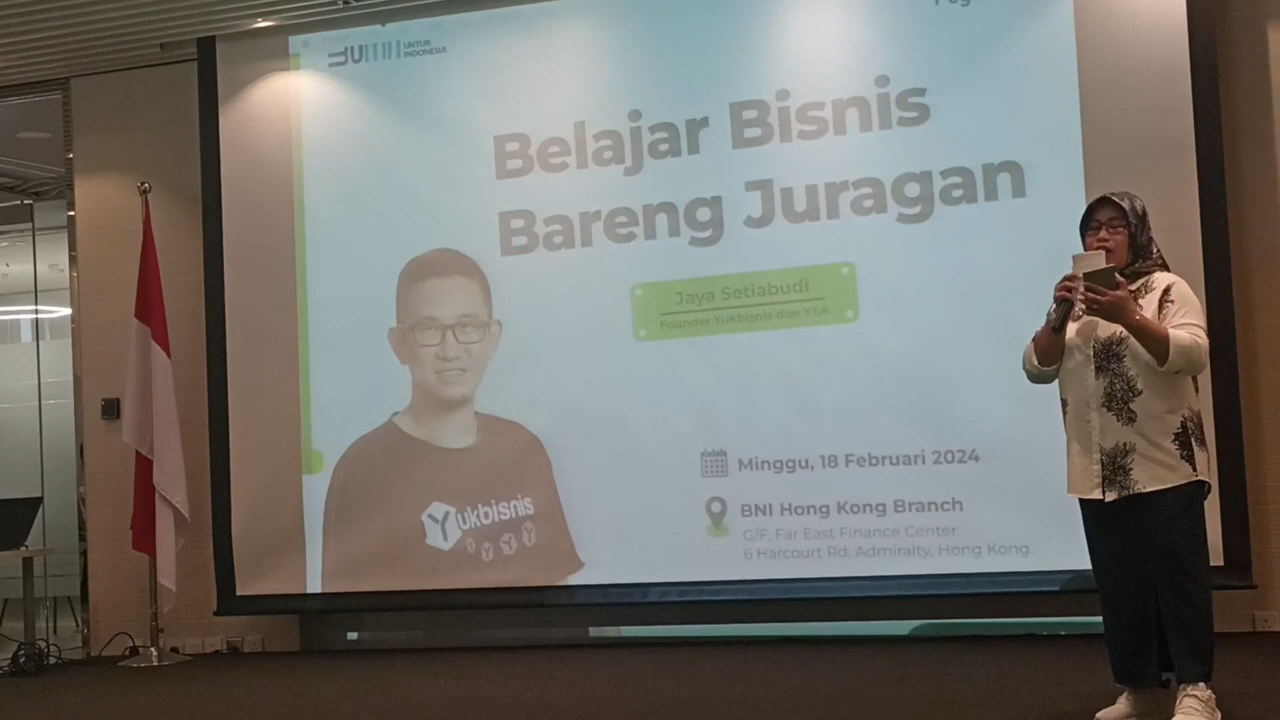 BUMN UNTUK
INDONESIA
Belajar Bisnis
Bareng Juragan
Jaya Setiabudi
Founder Yukbisnis dan YEA
Yukbisnis
Minggu, 18 Februari 2024
BNI Hong Kong Branch
G/F, Far East Finance Center.
6 Harcourt Rd, Admiralty, Hong Kong.